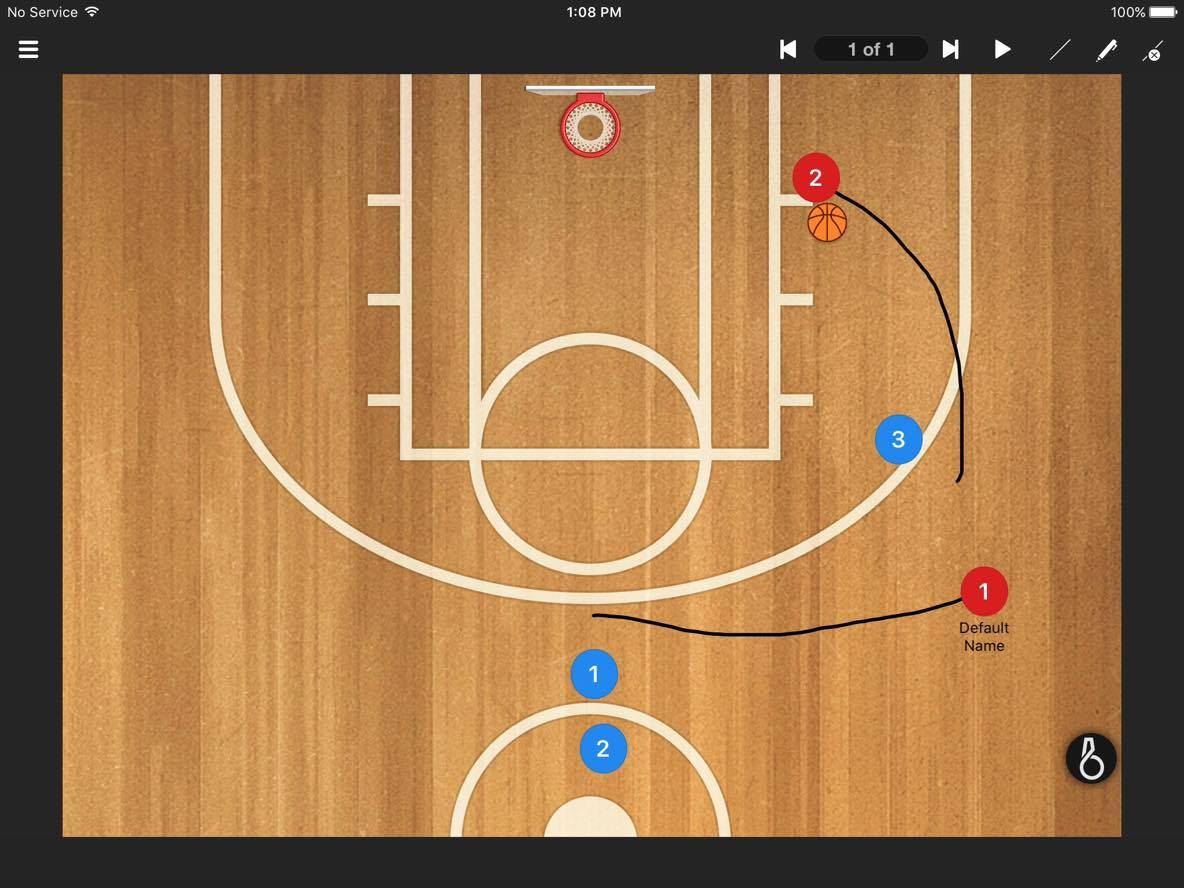 No Service
1:08 PM
100%
1 of 1
2
3
1
Default
Name
1
2